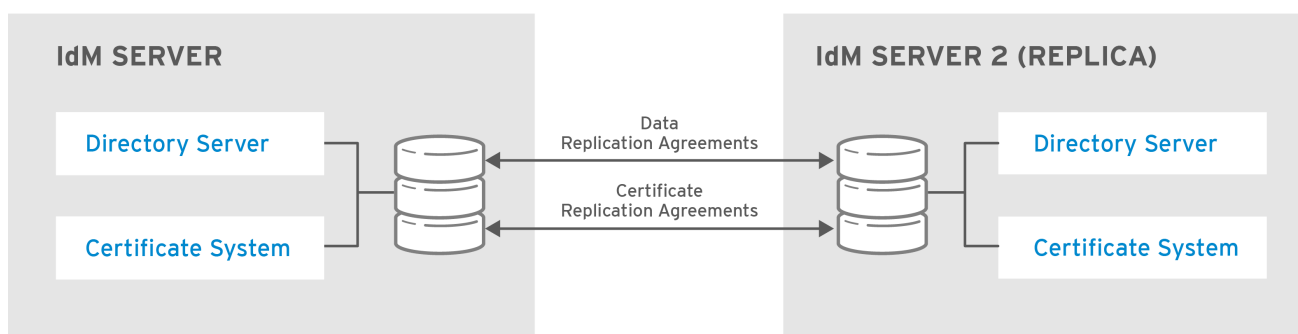 IdM SERVER
Directory Server
Certificate System
Data
Replication Agreements
Certificate
Replication Agreements
IdM SERVER 2 (REPLICA)
Directory Server
Certificate System